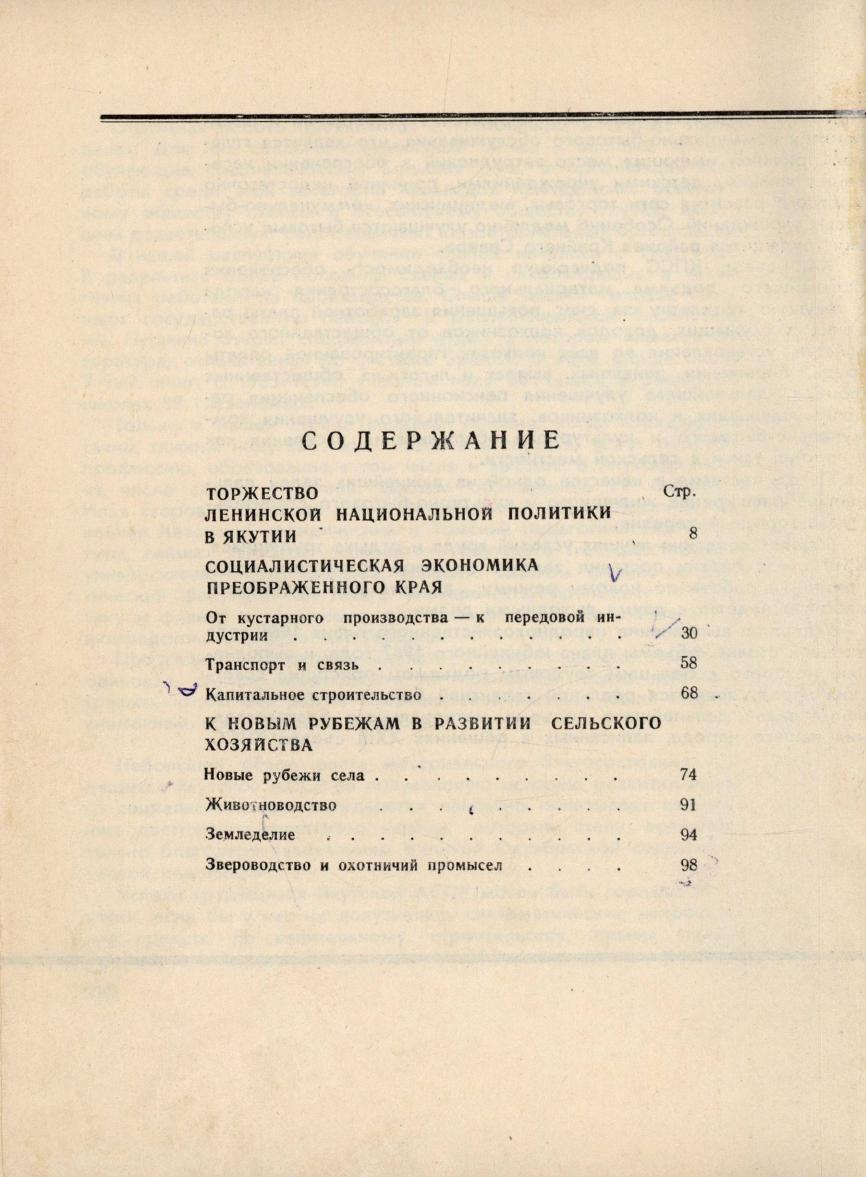 СОДЕРЖАНИЕ
ТОРЖЕСТВО Стр.
ЛЕНИНСКОЙ НАЦИОНАЛЬНОЙ ПОЛИТИКИ
В ЯКУТИИ 8
СОЦИАЛИСТИЧЕСКАЯ ЭКОНОМИКА
ПРЕОБРАЖЕННОГО КРАЯ
От кустарного производства — к передовой ин-
дустрии . . . . . . . . . . . . 30
Транспорт и связь . . . . . . . . . 58
Капитальное строительство . . . . . . . 68
К НОВЫМ РУБЕЖАМ В РАЗВИТИИ СЕЛЬСКОГО
ХОЗЯЙСТВА
Новые рубежи села . . . . . . . . . 74
Животноводство . . . . . . . . . 91
Земледелие . . . . . . . . . . . 94
Звероводство и охотничий промысел . . . . 98